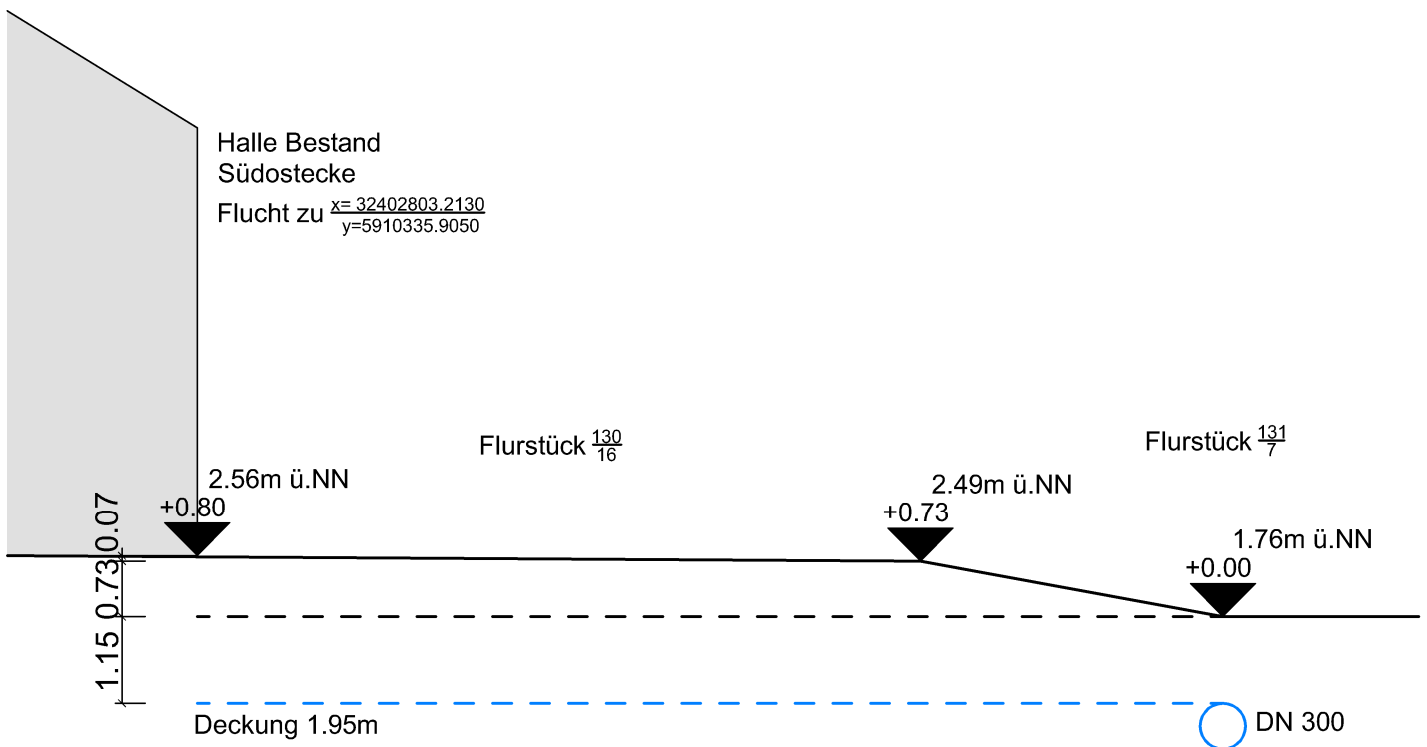 Halle Bestand
Südostecke
Flucht zu x= 32402803.2130
y=5910335.9050
Flurstück 130
16
Flurstück 131
7
2.56m ü.NN
+0.80
2.49m ü.NN
+0.73
1.76m ü.NN
+0.00
0.07
0.73
1.15
Deckung 1.95m
DN 300